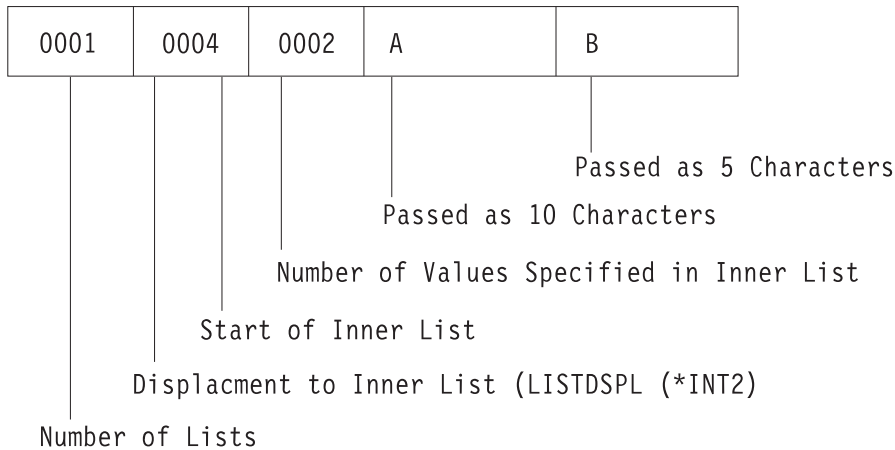 0001 0004 0002 A B
Passed as 5 Characters
Passed as 10 Characters
Number of Values Specified in Inner List
Start of Inner List
Displacment to Inner List (LISTDSPL (*INT2)
Number of Lists